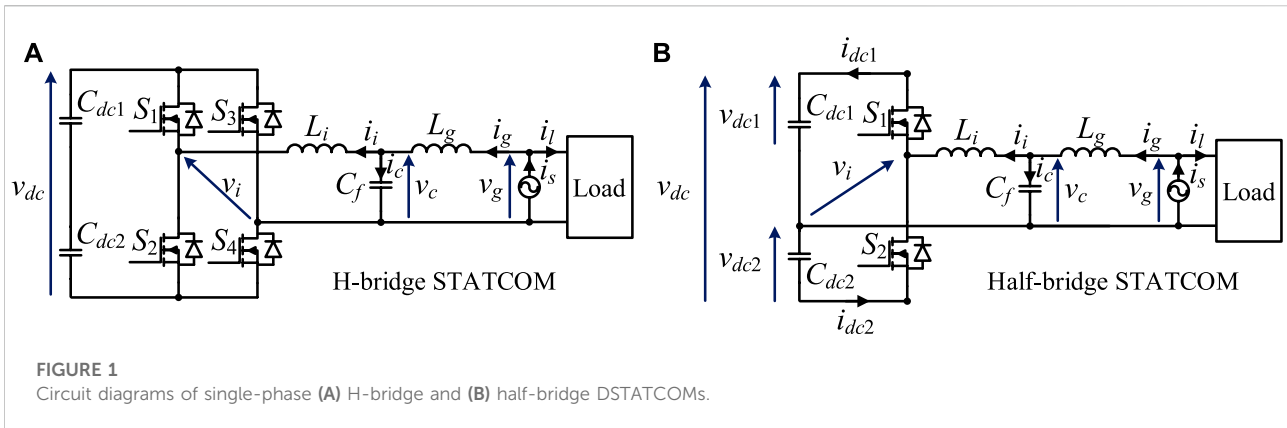 A
C_dc1
S_1
S_3
L_i
i_i
L_g
i_g
i_l
v_dc
v_i
i_c
C_f
v_c
v_g
i_s
Load
C_dc2
S_2
S_4
H-bridge STATCOM
B
i_dc1
v_dc1
C_dc1
S_1
L_i
i_i
L_g
i_g
i_l
v_dc
v_i
i_c
C_f
v_c
v_g
i_s
Load
v_dc2
C_dc2
S_2
Half-bridge STATCOM
i_dc2
FIGURE 1
Circuit diagrams of single-phase (A) H-bridge and (B) half-bridge DSTATCOMs.